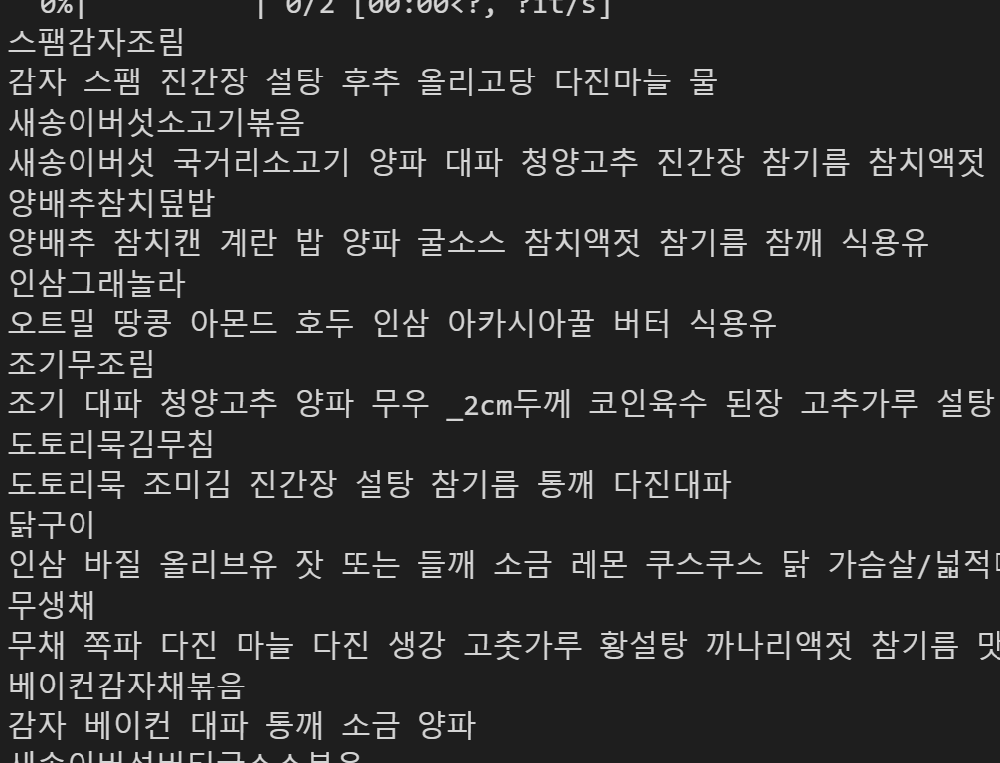 0%| | 0/2 [00:00<?, ?it/s]
스팸감자조림
감자 스팸 진간장 설탕 후추 올리고당 다진마늘 물
새송이버섯소고기볶음
새송이버섯 국거리소고기 양파 대파 청양고추 진간장 참기름 참치액젓
양배추참치덮밥
양배추 참치캔 계란 밥 양파 굴소스 참치액젓 참기름 참깨 식용유
인삼그래놀라
오트밀 땅콩 아몬드 호두 인삼 아카시아꿀 버터 식용유
조기무조림
조기 대파 청양고추 양파 무우 _2cm두께 코인육수 된장 고추가루 설탕
도토리묵김무침
도토리묵 조미김 진간장 설탕 참기름 통깨 다진대파
닭구이
인삼 바질 올리브유 잣 또는 들깨 소금 레몬 쿠스쿠스 닭 가슴살/넓적
무생채
무채 쪽파 다진 마늘 다진 생강 고춧가루 황설탕 까나리액젓 참기름 맛
베이컨감자채볶음
감자 베이컨 대파 통깨 소금 양파